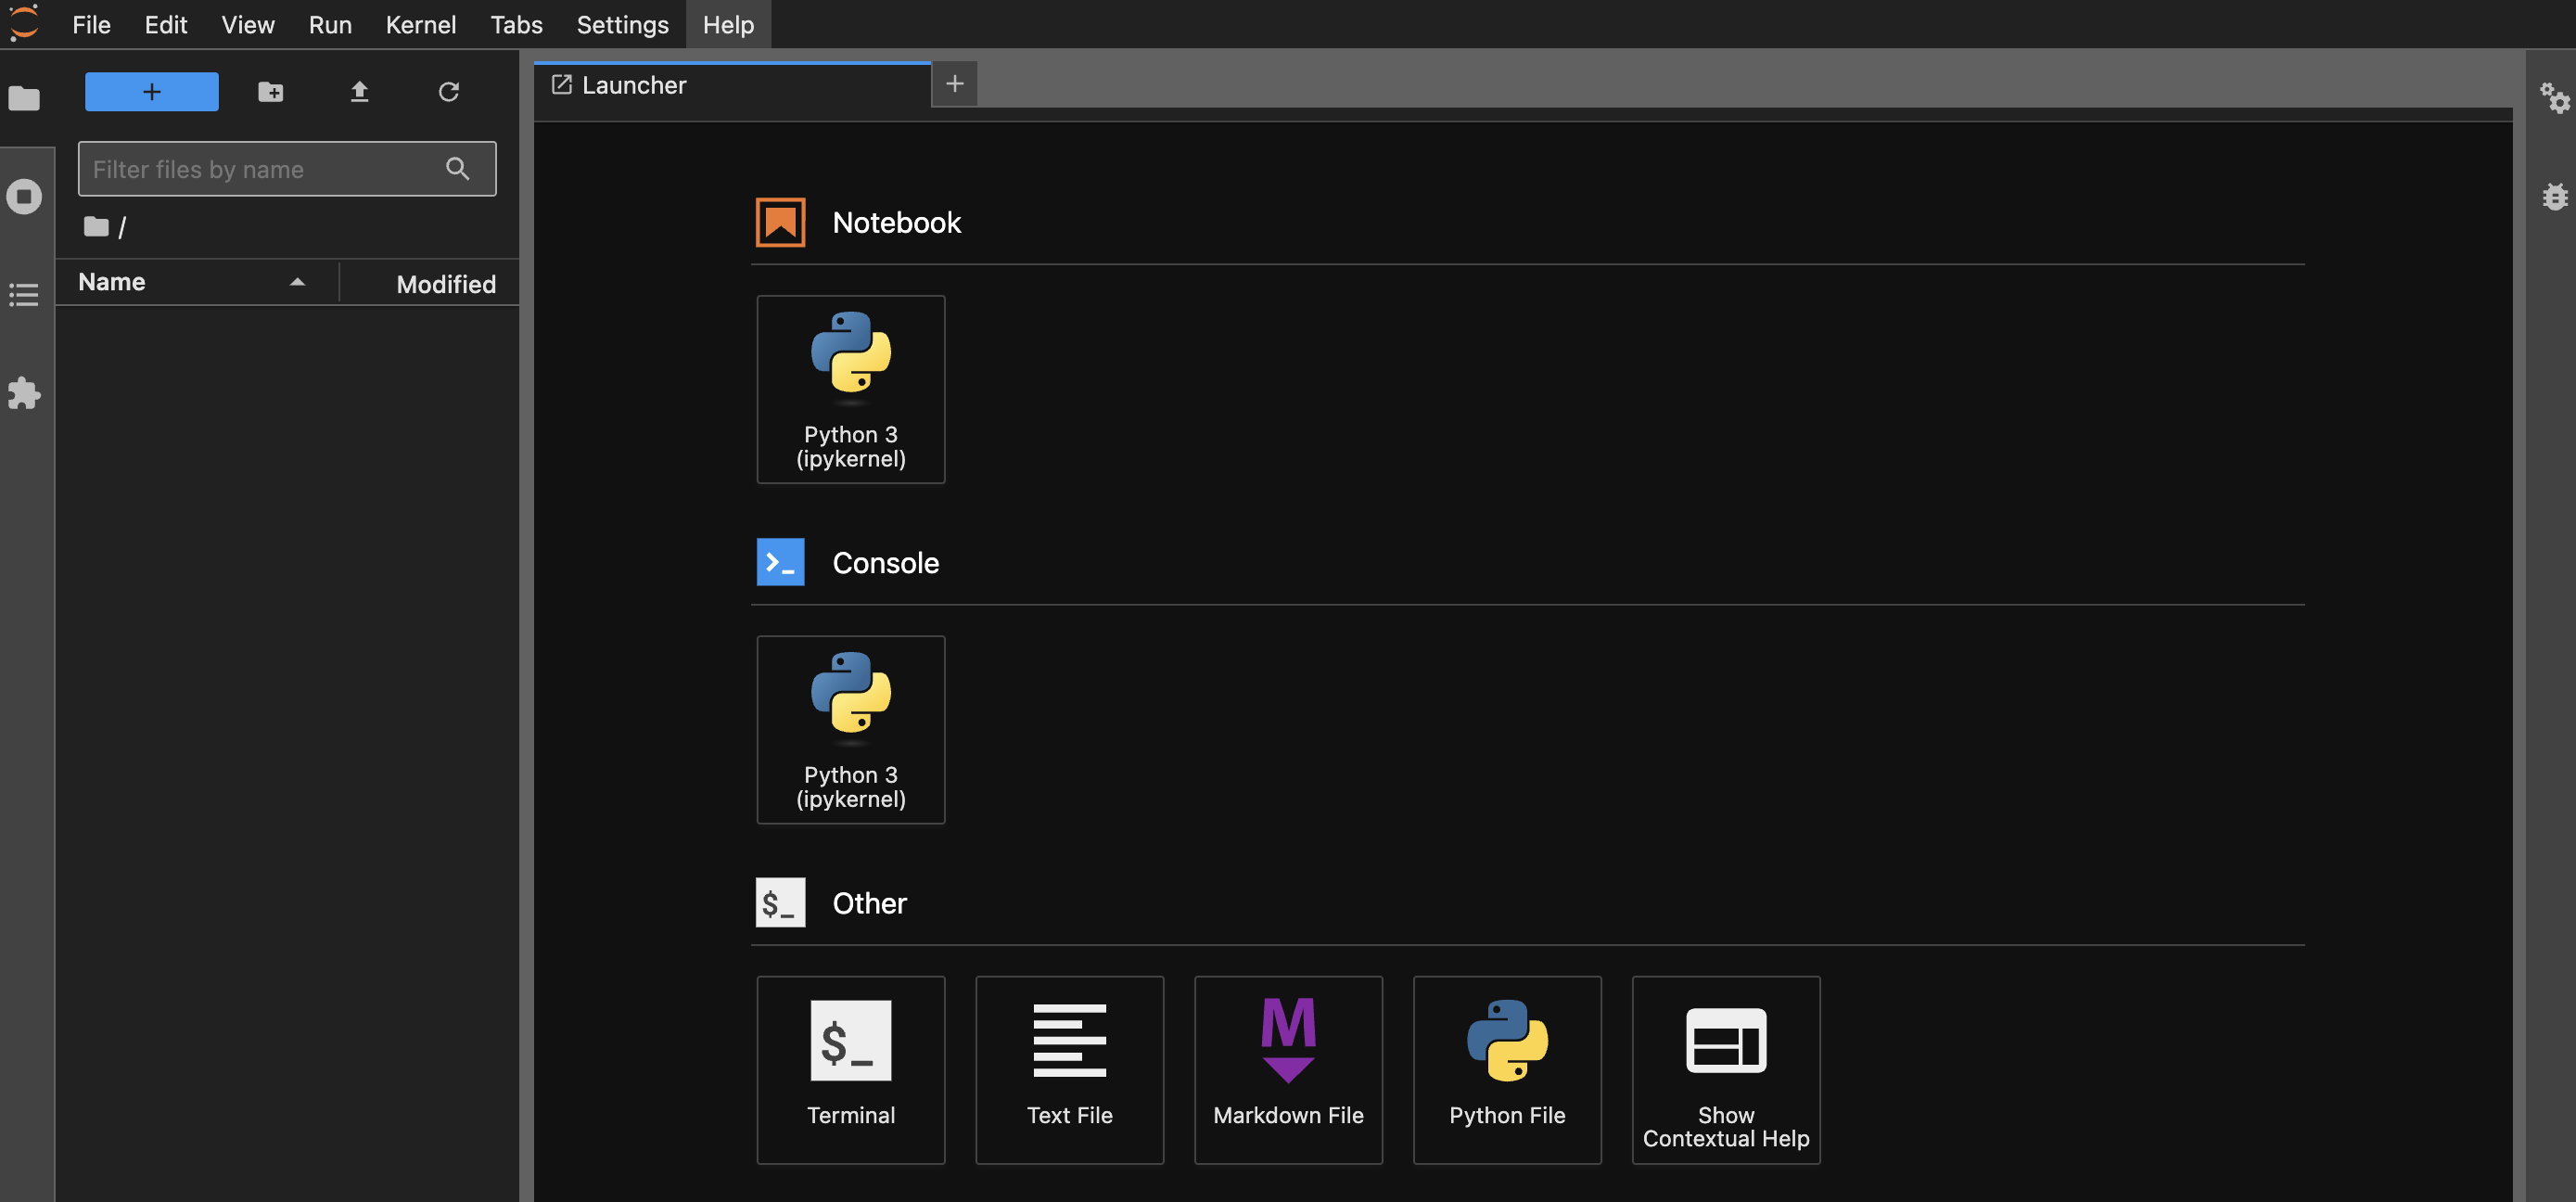 File Edit View Run Kernel Tabs Settings Help
Launcher
Filter files by name
/
Name Modified
Notebook
Python 3
(ipykernel)
Console
Python 3
(ipykernel)
$_ Other
$_
Terminal
Text File
M
Markdown File
Python File
Show
Contextual Help